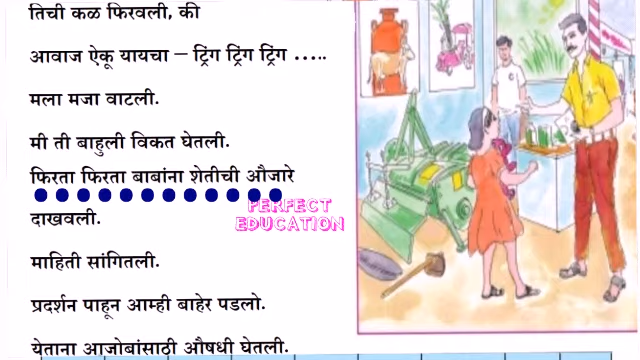 तिची कळ फिरवली, की
आवाज ऐकू यायचा – ट्रिंग ट्रिंग ट्रिंग .....
मला मजा वाटली.
मी ती बाहुली विकत घेतली.
फिरता फिरता बाबांना शेतीची औजारे
दाखवली.
माहिती सांगितली.
प्रदर्शन पाहून आम्ही बाहेर पडलो.
येताना आजोबांसाठी औषधी घेतली.
PERFECT
EDUCATION